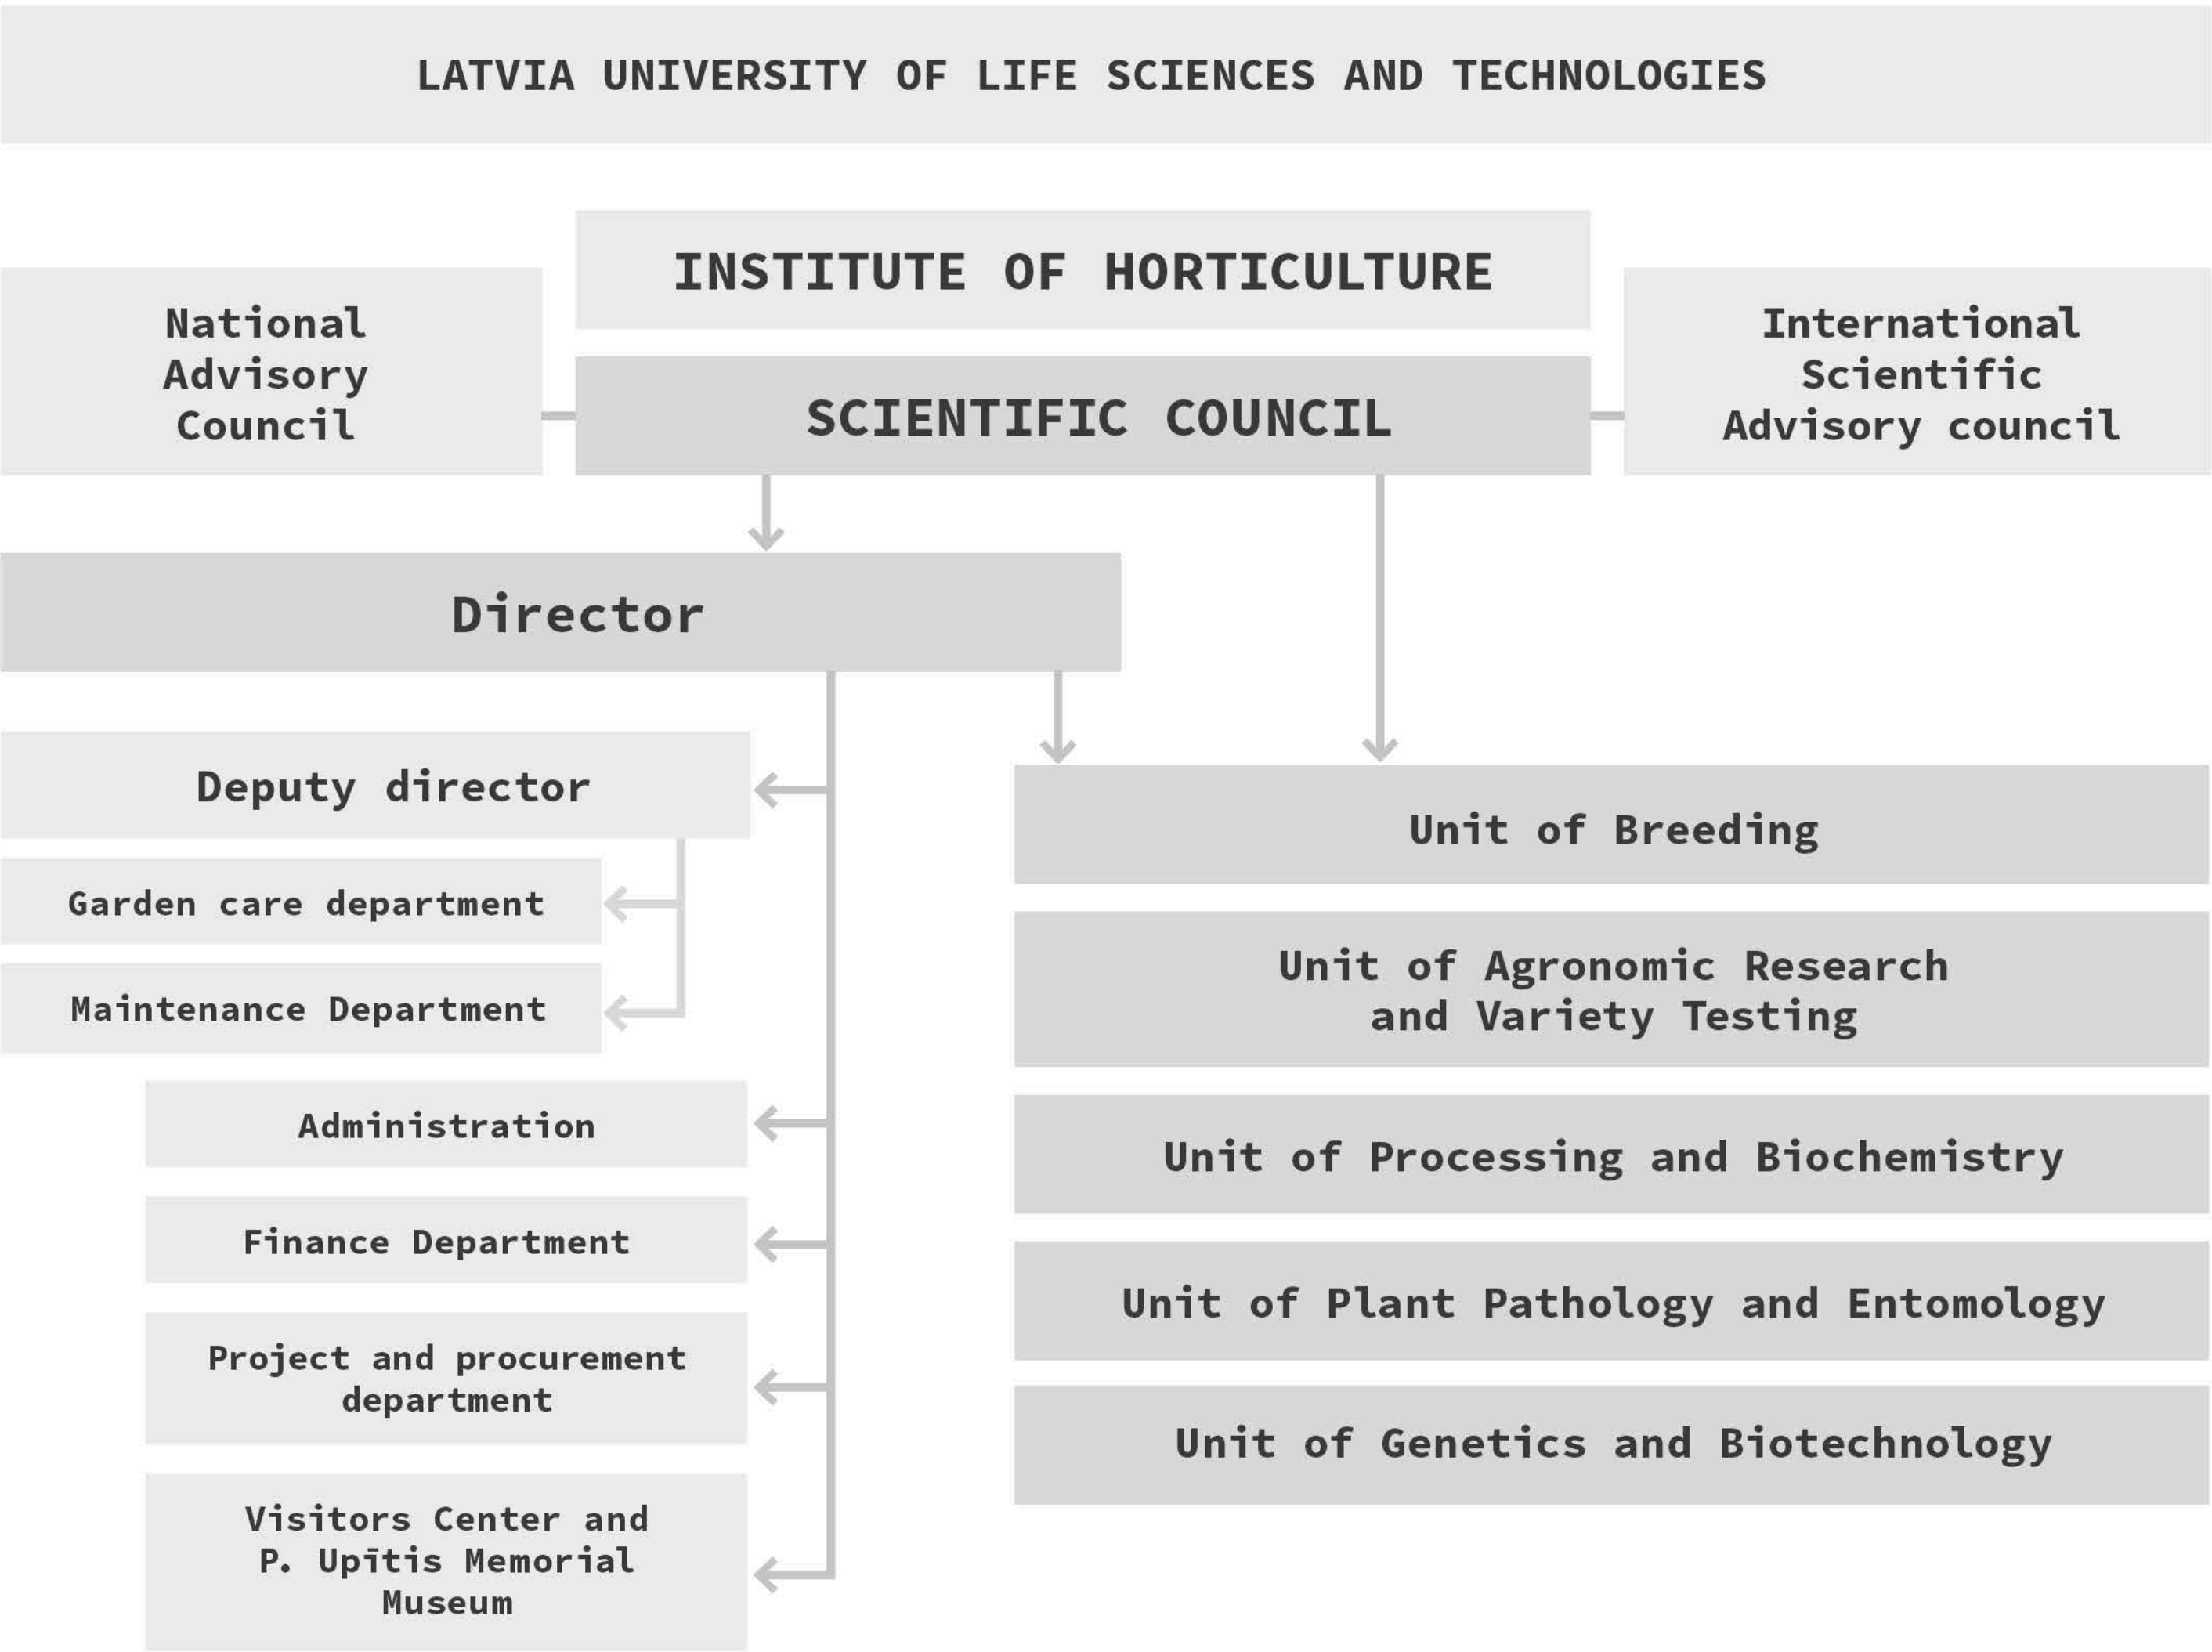 LATVIA UNIVERSITY OF LIFE SCIENCES AND TECHNOLOGIES
INSTITUTE OF HORTICULTURE
National
Advisory
Council
SCIENTIFIC COUNCIL
International
Scientific
Advisory council
Director
Deputy director
Garden care department
Maintenance Department
Administration
Finance Department
Project and procurement
department
Visitors Center and
P. Upītis Memorial
Museum
Unit of Breeding
Unit of Agronomic Research
and Variety Testing
Unit of Processing and Biochemistry
Unit of Plant Pathology and Entomology
Unit of Genetics and Biotechnology